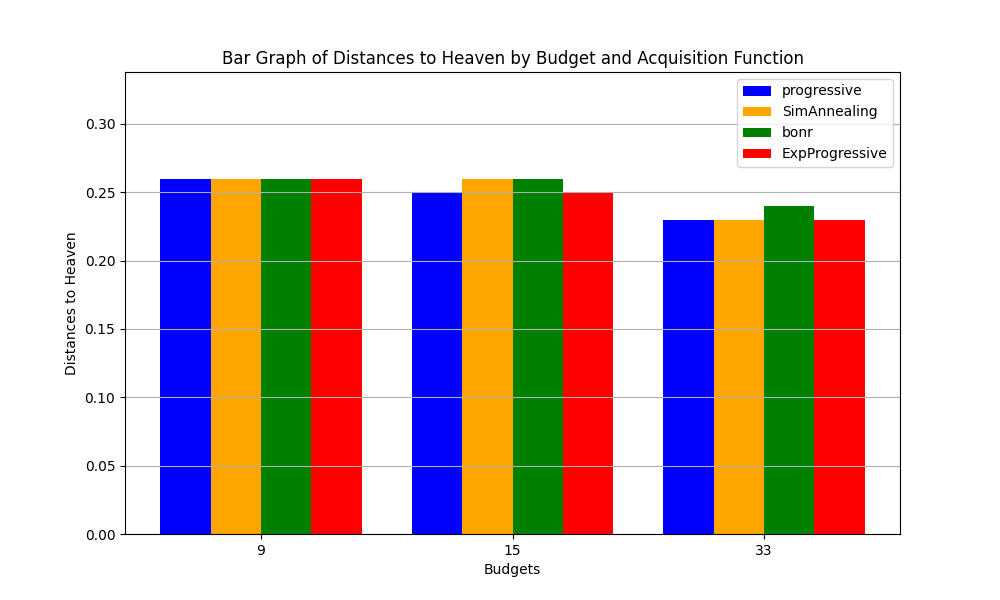 Bar Graph of Distances to Heaven by Budget and Acquisition Function
progressive
SimAnnealing
bonr
ExpProgressive
Distances to Heaven
0.30
0.25
0.20
0.15
0.10
0.05
0.00
9
15
33
Budgets